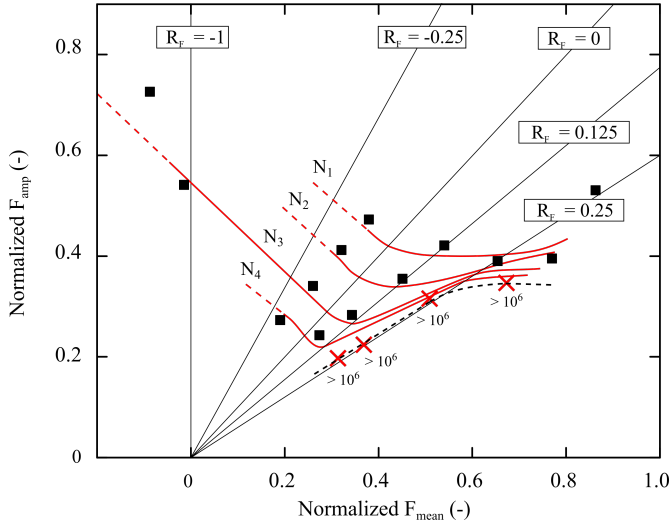 0.8
R_F = -1
R_F = -0.25
R_F = 0
0.6
R_F = 0.125
N_1
N_2
R_F = 0.25
0.4
N_3
N_4
> 10^6
> 10^6
0.2
> 10^6
> 10^6
0
0
0.2
0.4
0.6
0.8
1.0
Normalized F_amp (-)
Normalized F_mean (-)